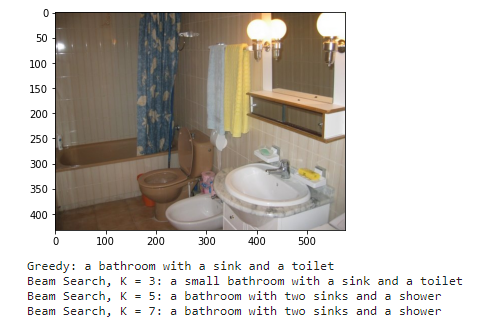 0
50
100
150
200
250
300
350
400
0 100 200 300 400 500
Greedy: a bathroom with a sink and a toilet
Beam Search, K = 3: a small bathroom with a sink and a toilet
Beam Search, K = 5: a bathroom with two sinks and a shower
Beam Search, K = 7: a bathroom with two sinks and a shower